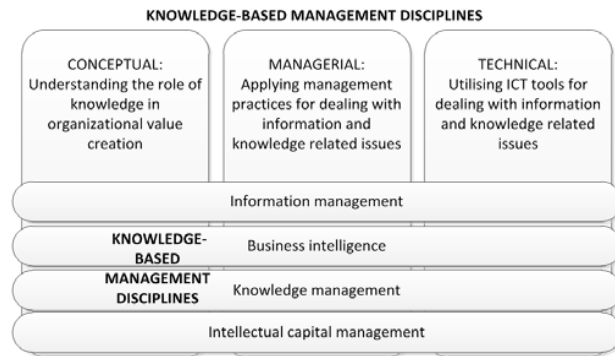 KNOWLEDGE-BASED MANAGEMENT DISCIPLINES
CONCEPTUAL:
Understanding the role of
knowledge in
organizational value
creation
MANAGERIAL:
Applying management
practices for dealing with
information and
knowledge related issues
TECHNICAL:
Utilising ICT tools for
dealing with information
and knowledge related
issues
Information management
KNOWLEDGE-
BASED
Business intelligence
MANAGEMENT
DISCIPLINES
Knowledge management
Intellectual capital management